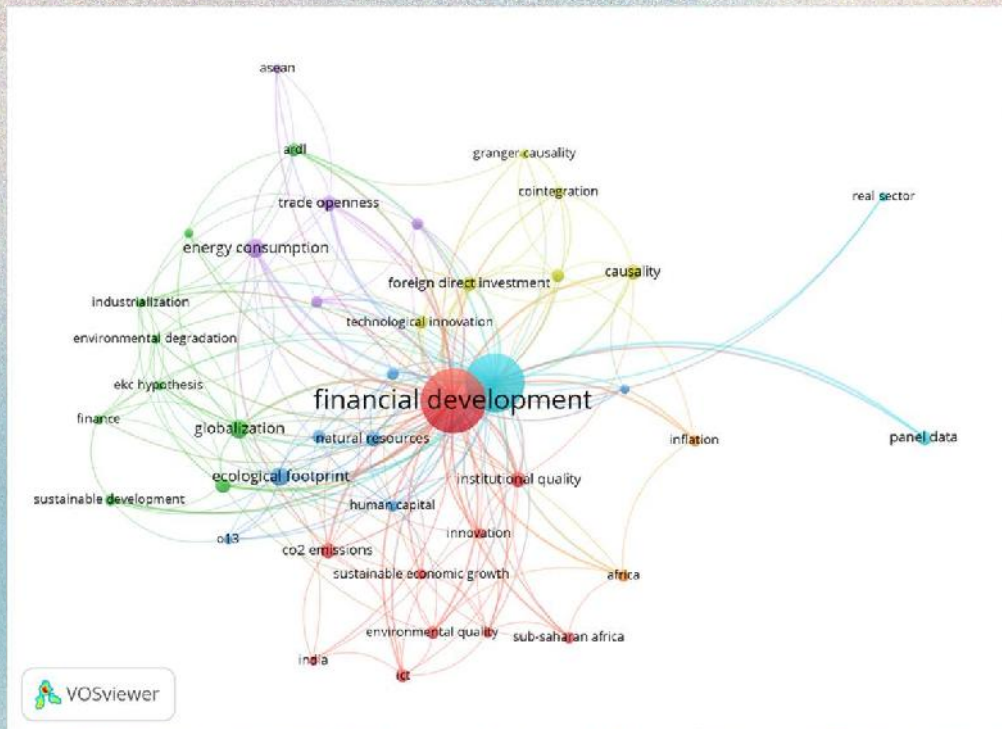 asean
ardl
granger causality
cointegration
real sector
trade openness
energy consumption
causality
foreign direct investment
industrialization
technological innovation
environmental degradation
ekc hypothesis
financial development
finance
globalization
natural resources
inflation
panel data
ecological footprint
institutional quality
sustainable development
human capital
innovation
o13
co2 emissions
sustainable economic growth
africa
environmental quality
sub-saharan africa
india
ict
VOSviewer